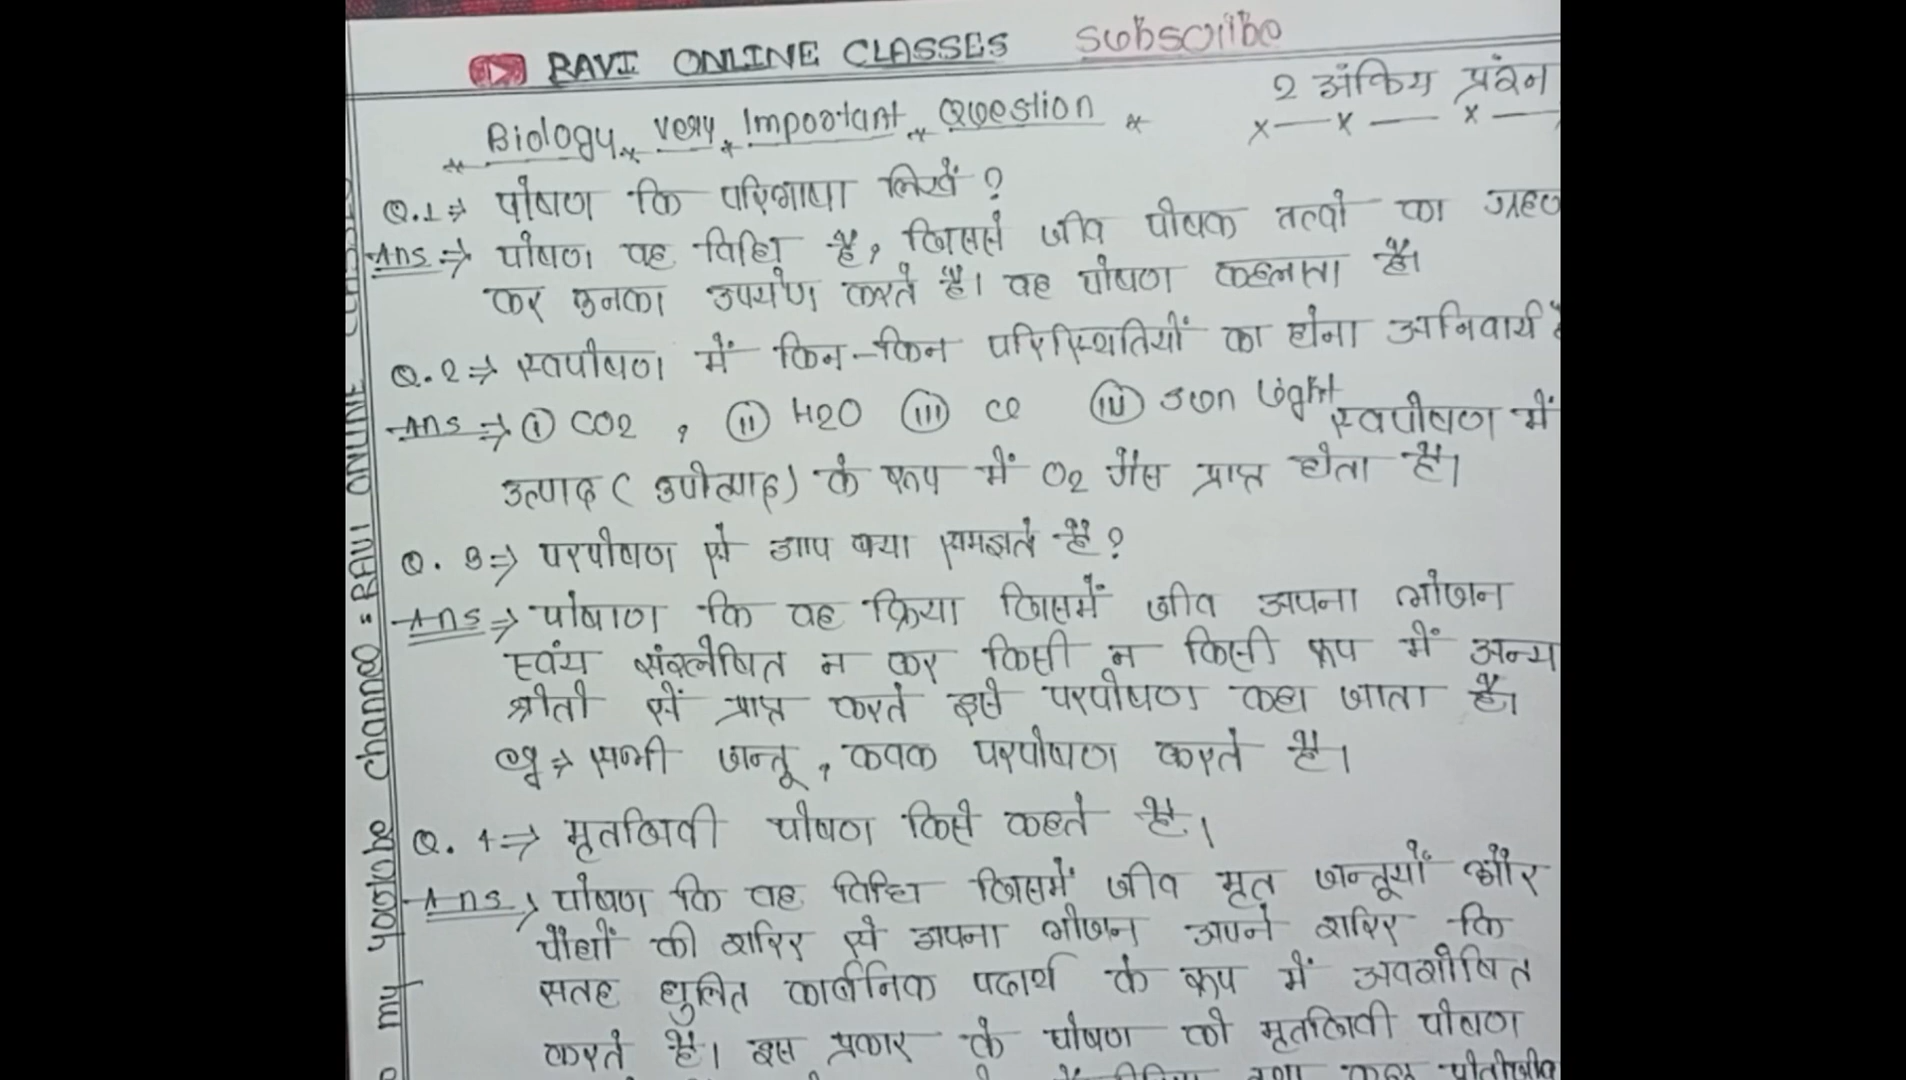 RAVI ONLINE CLASSES Subscribe
2 अंकिय प्रश्न
Biology very Important Question
Q.1⇒ पोषण कि परिभाषा लिखें ?
Ans ⇒ पोषण वह विधि है, जिससे जीव पोषक तत्वो का ग्रहण
कर उनका उपयोग करते है। वह पोषण कहलाता है।
Q.2⇒ स्वपोषण में किन-किन परिस्थितियों का होना अनिवार्य है
Ans ⇒ (i) CO2 , (ii) H2O (iii) Cl (iv) Sun Light स्वपोषण में
उत्पाद ( उपोत्पाद) के रूप में O2 गैस प्राप्त होता है।
Q. 3⇒ परपोषण से आप क्या समझते है ?
Ans ⇒ पोषाण कि वह क्रिया जिसमें जीव अपना भोजन
स्वंय संश्लेषित न कर किसी न किसी रूप में अन्य
श्रोतो सें प्राप्त करते इसे परपोषण कहा जाता है।
eg ⇒ सभी जन्तू , कवक परपोषण करते है।
Q. 4⇒ मृतजिवी पोषण किसे कहते है।
Ans ⇒ पोषण कि वह विधि जिसमें जीव मृत जन्तूयों और
पौधों की शरिर से अपना भोजन अपने शरिर कि
सतह धुलित कार्बनिक पदार्थ के रूप में अवशोषित
करते है। इस प्रकार के पोषण को मृतजिवी पोषण
my youtube channel = RAVI ONLINE CLASSES